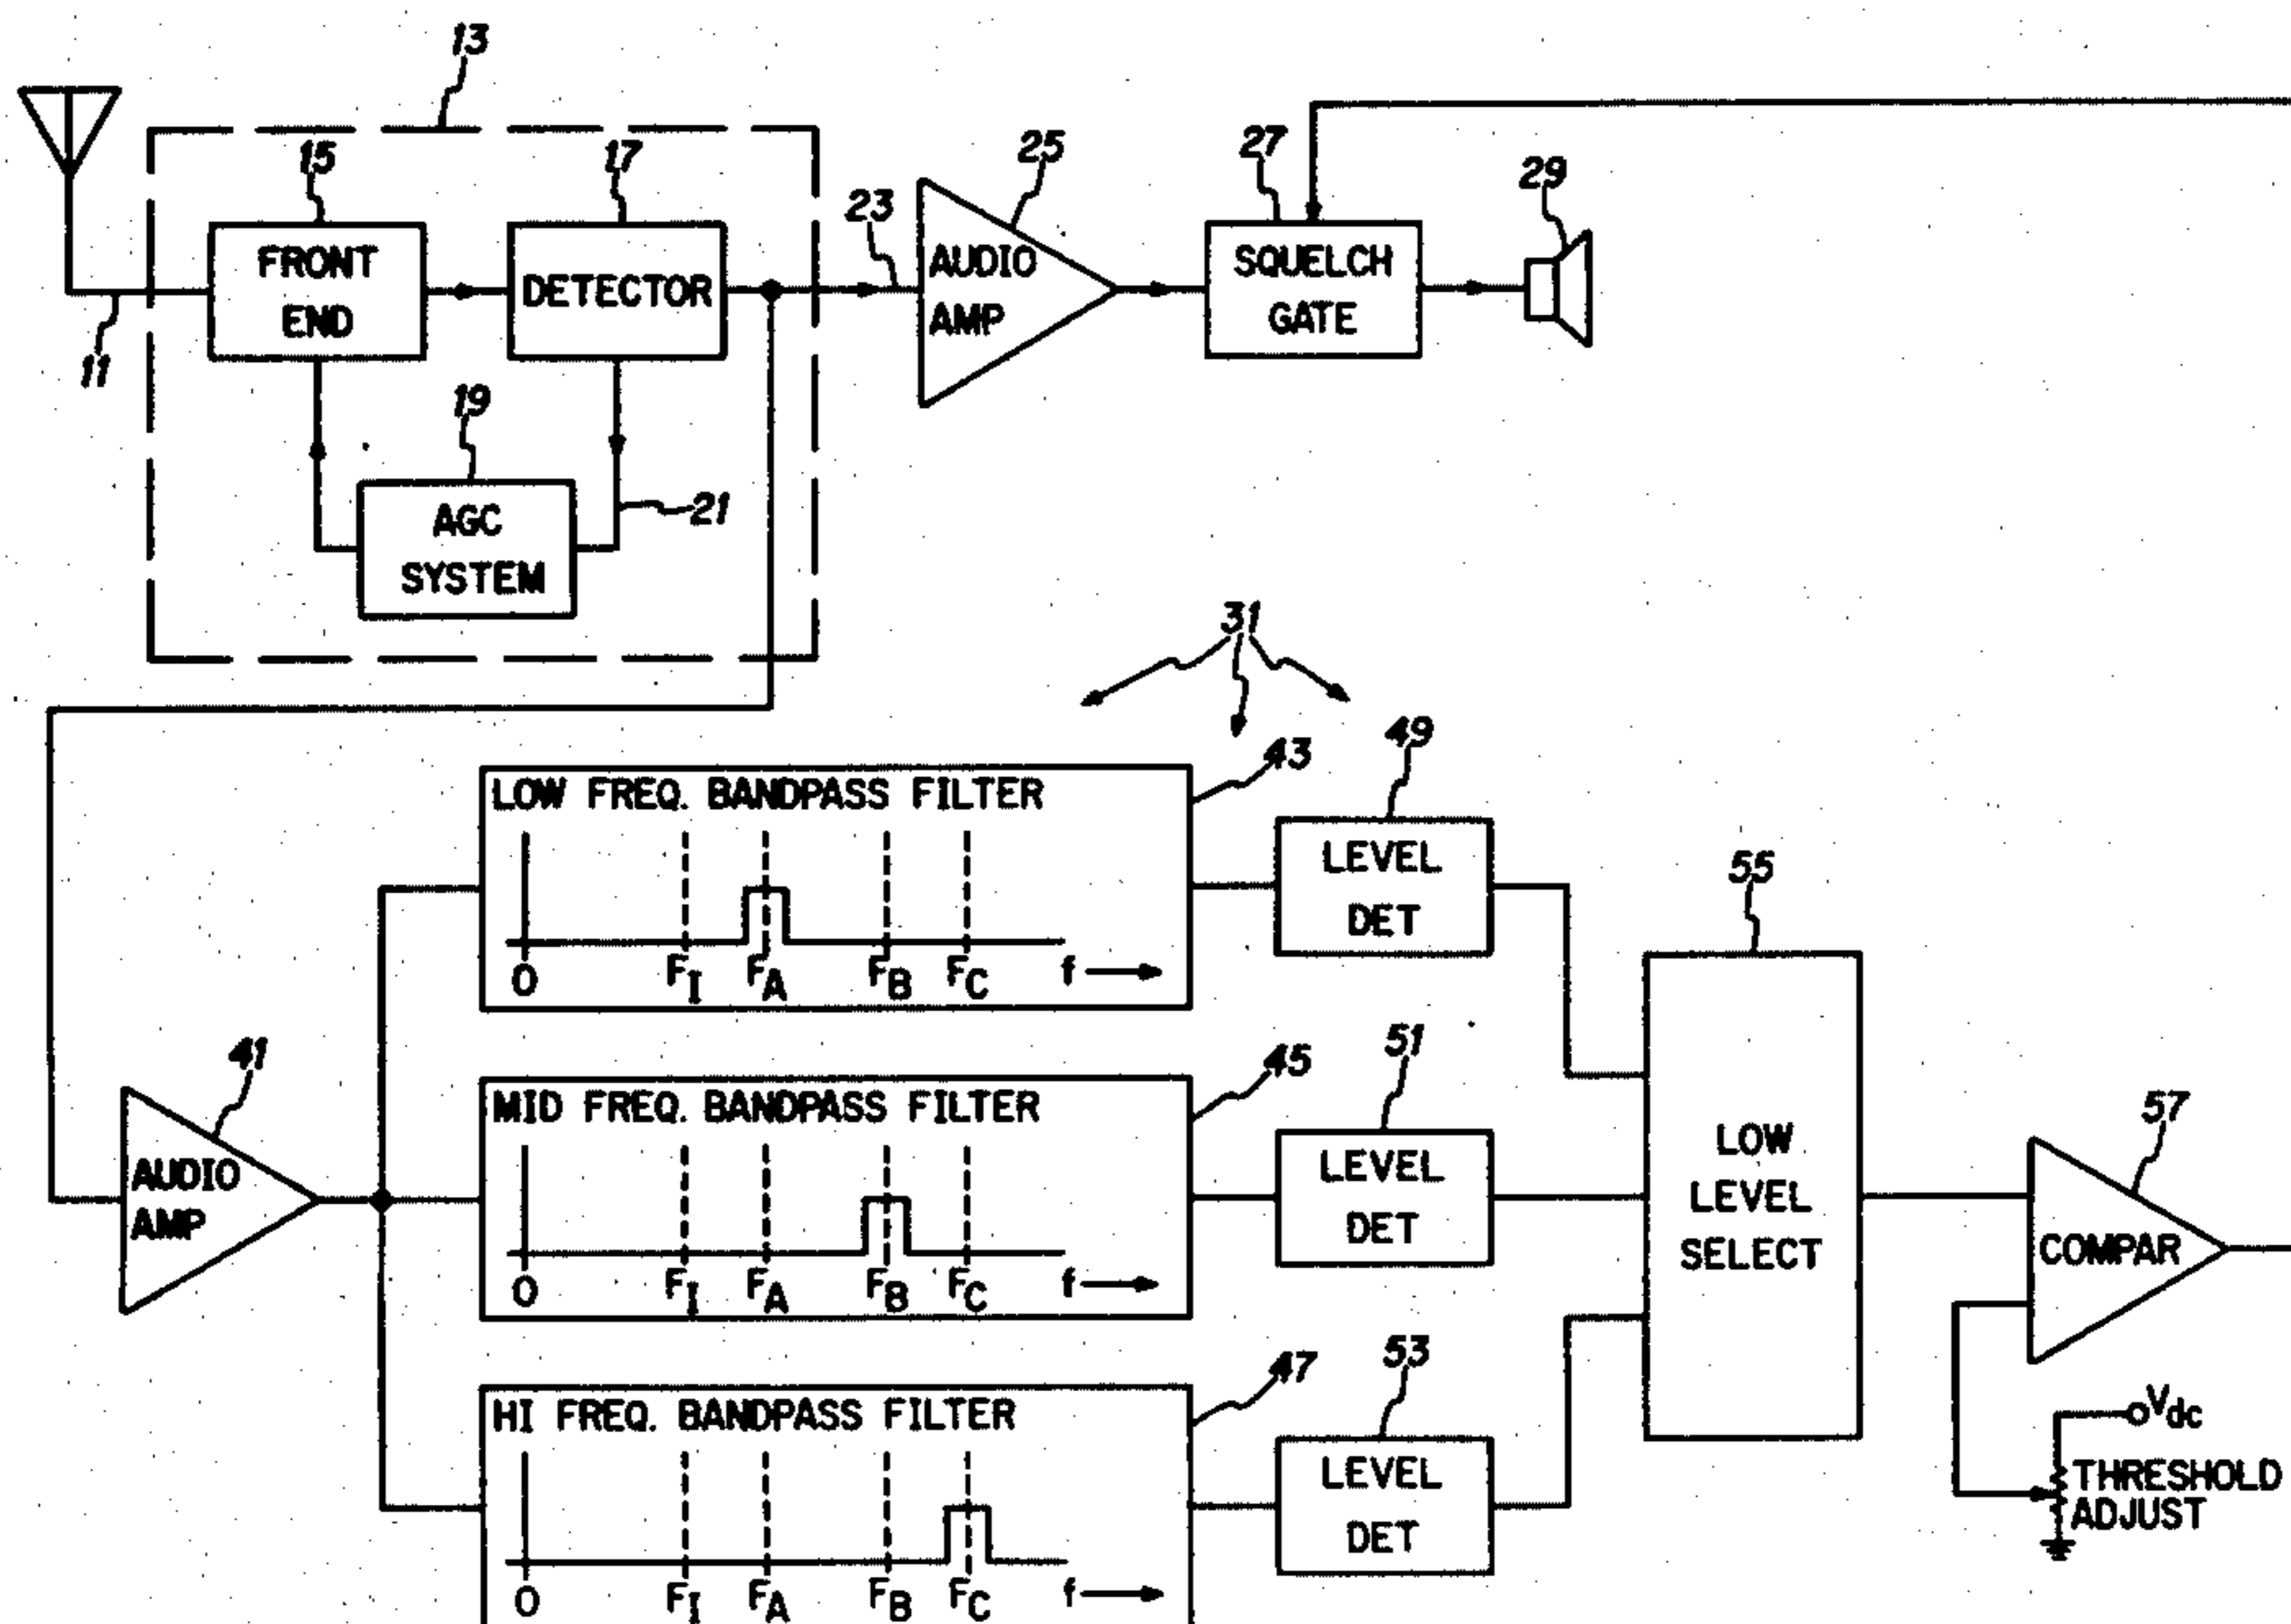 13
15
17
25
27
29
23
FRONT
END
DETECTOR
AUDIO
AMP
SQUELCH
GATE
11
19
21
AGC
SYSTEM
31
43
49
LOW FREQ. BANDPASS FILTER
LEVEL
DET
55
0 FI FA FB FC f
41
45
51
MID FREQ. BANDPASS FILTER
57
AUDIO
AMP
LEVEL
DET
LOW
LEVEL
SELECT
COMPAR
0 FI FA FB FC f
47
53
HI FREQ. BANDPASS FILTER
LEVEL
DET
Vdc
THRESHOLD
ADJUST
0 FI FA FB FC f